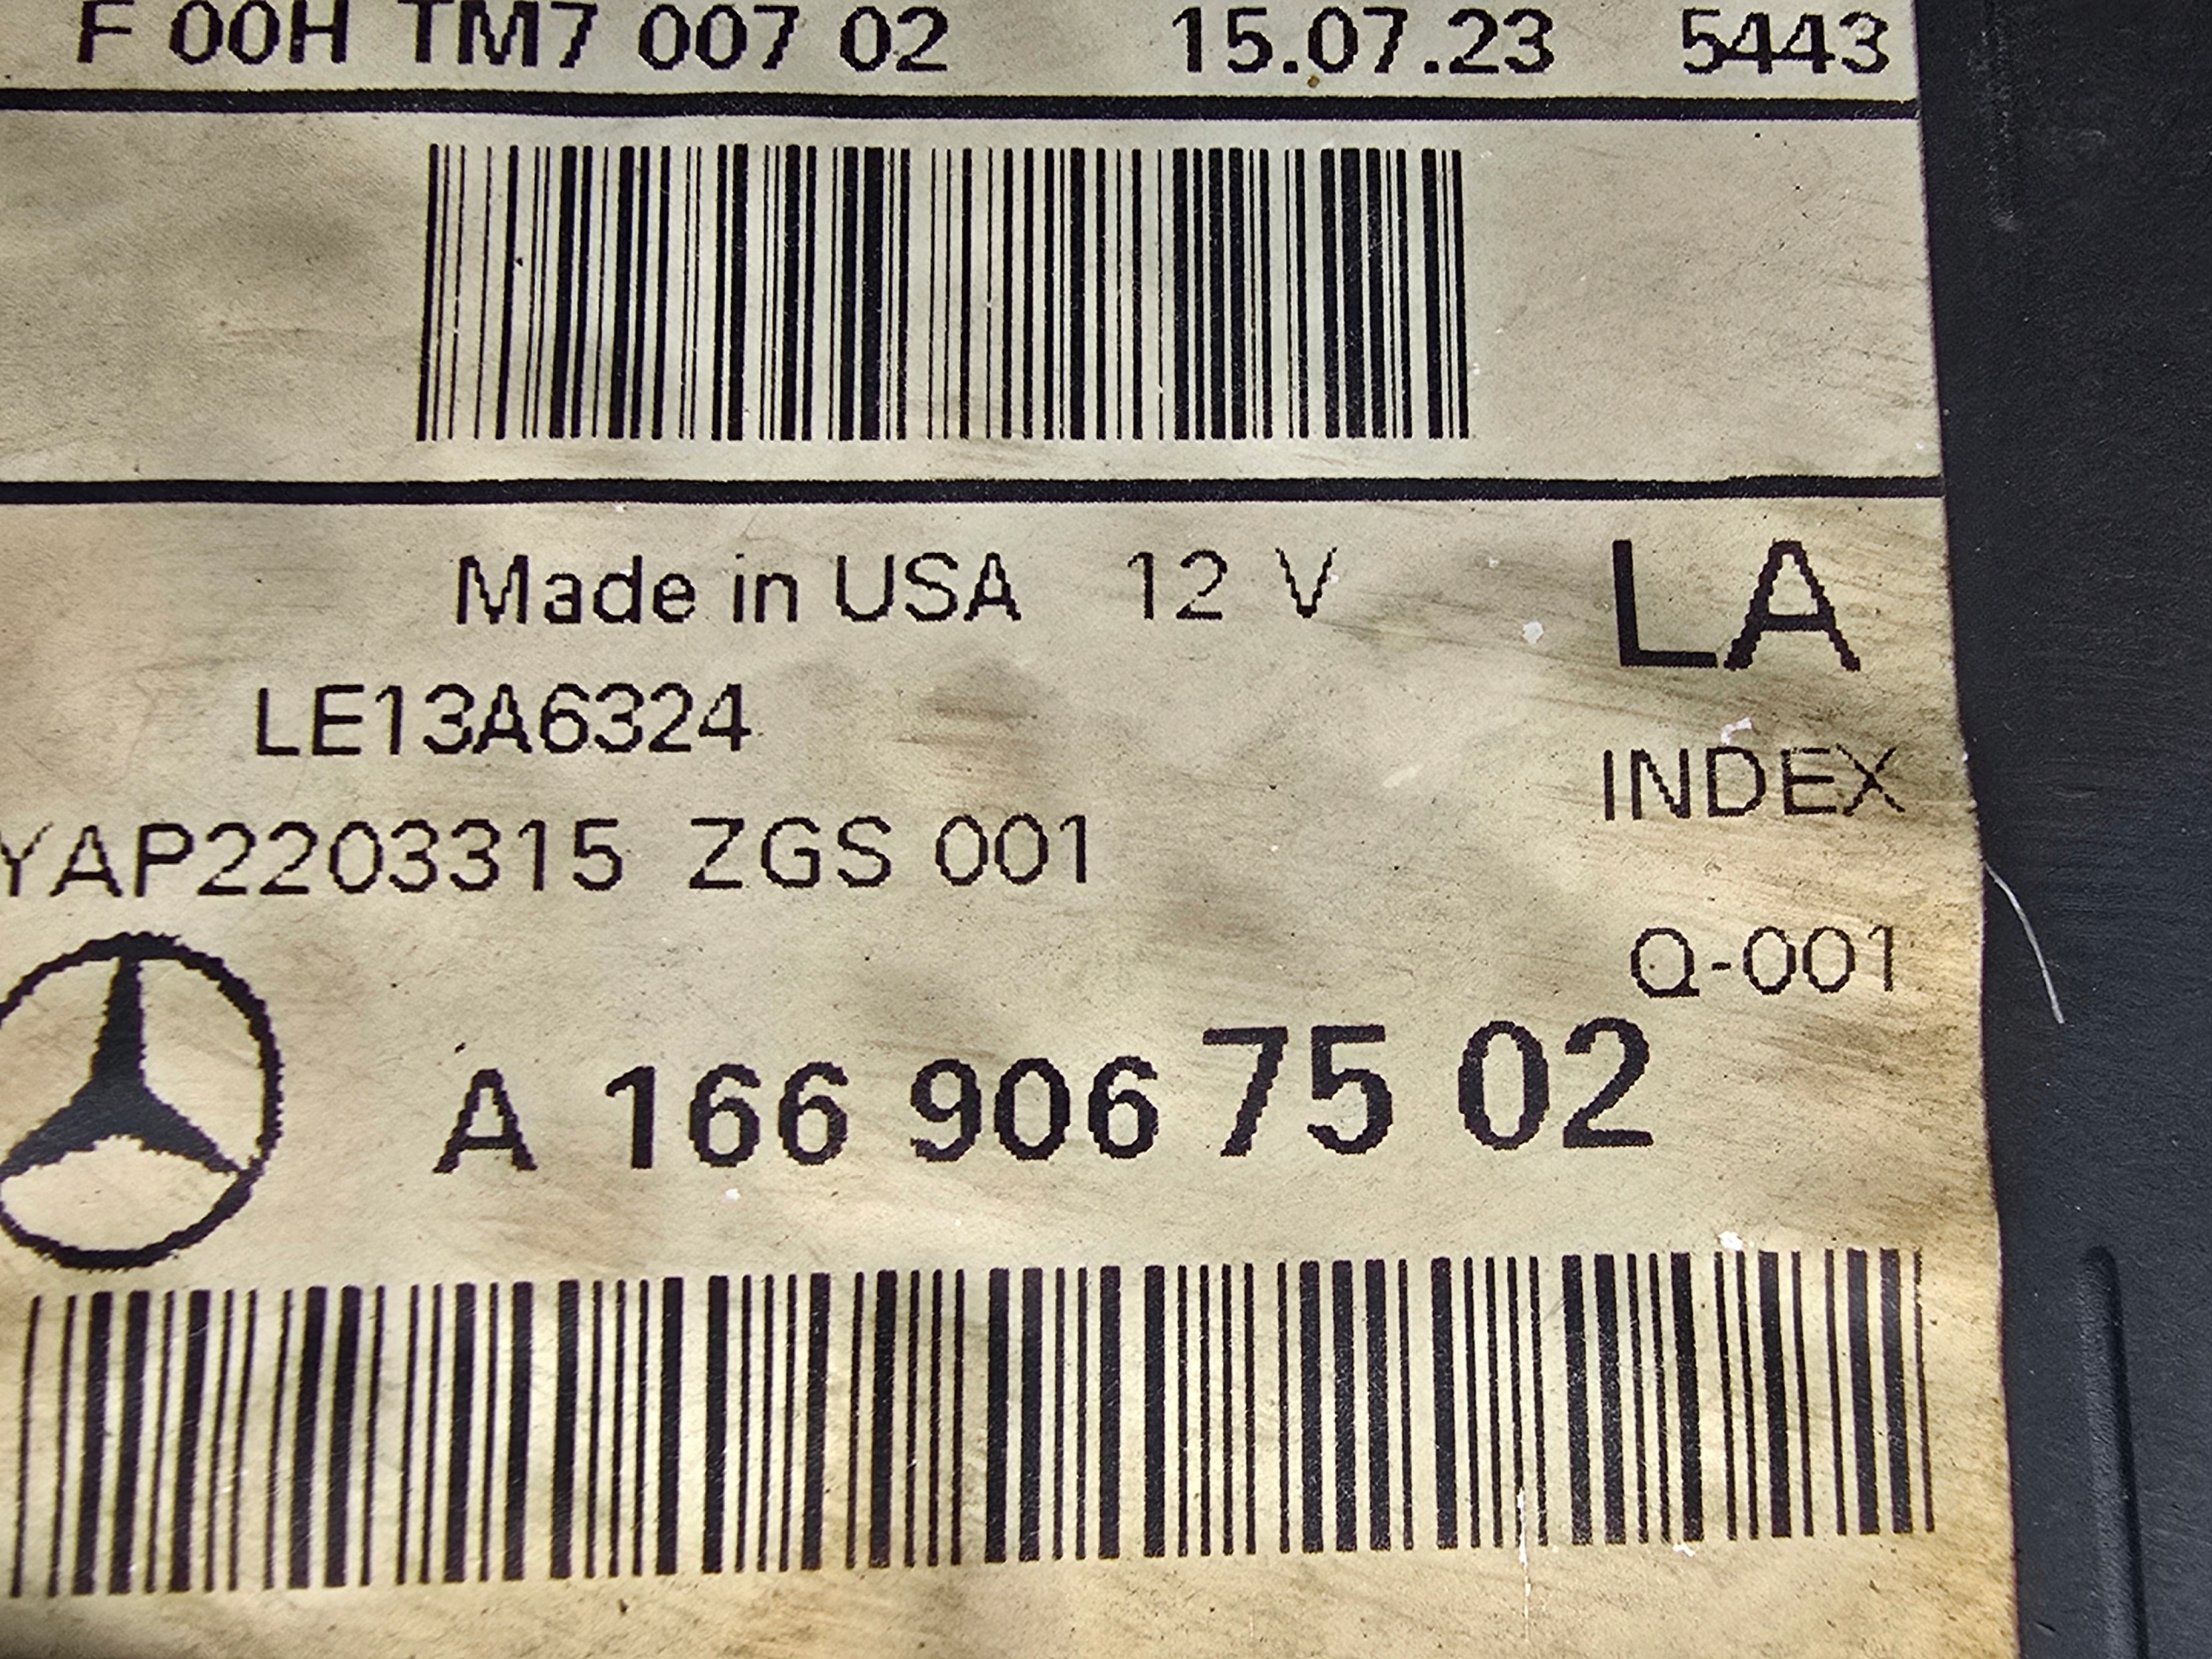 F 00H TM7 007 02 15.07.23 5443
Made in USA 12 V LA
LE13A6324
INDEX
YAP2203315 ZGS 001
Q-001
A 166 906 75 02